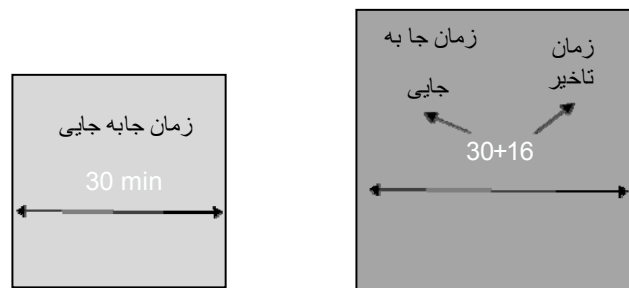 زمان جابه جایی
30 min
زمان جا به
جایی
زمان
تاخیر
30+16